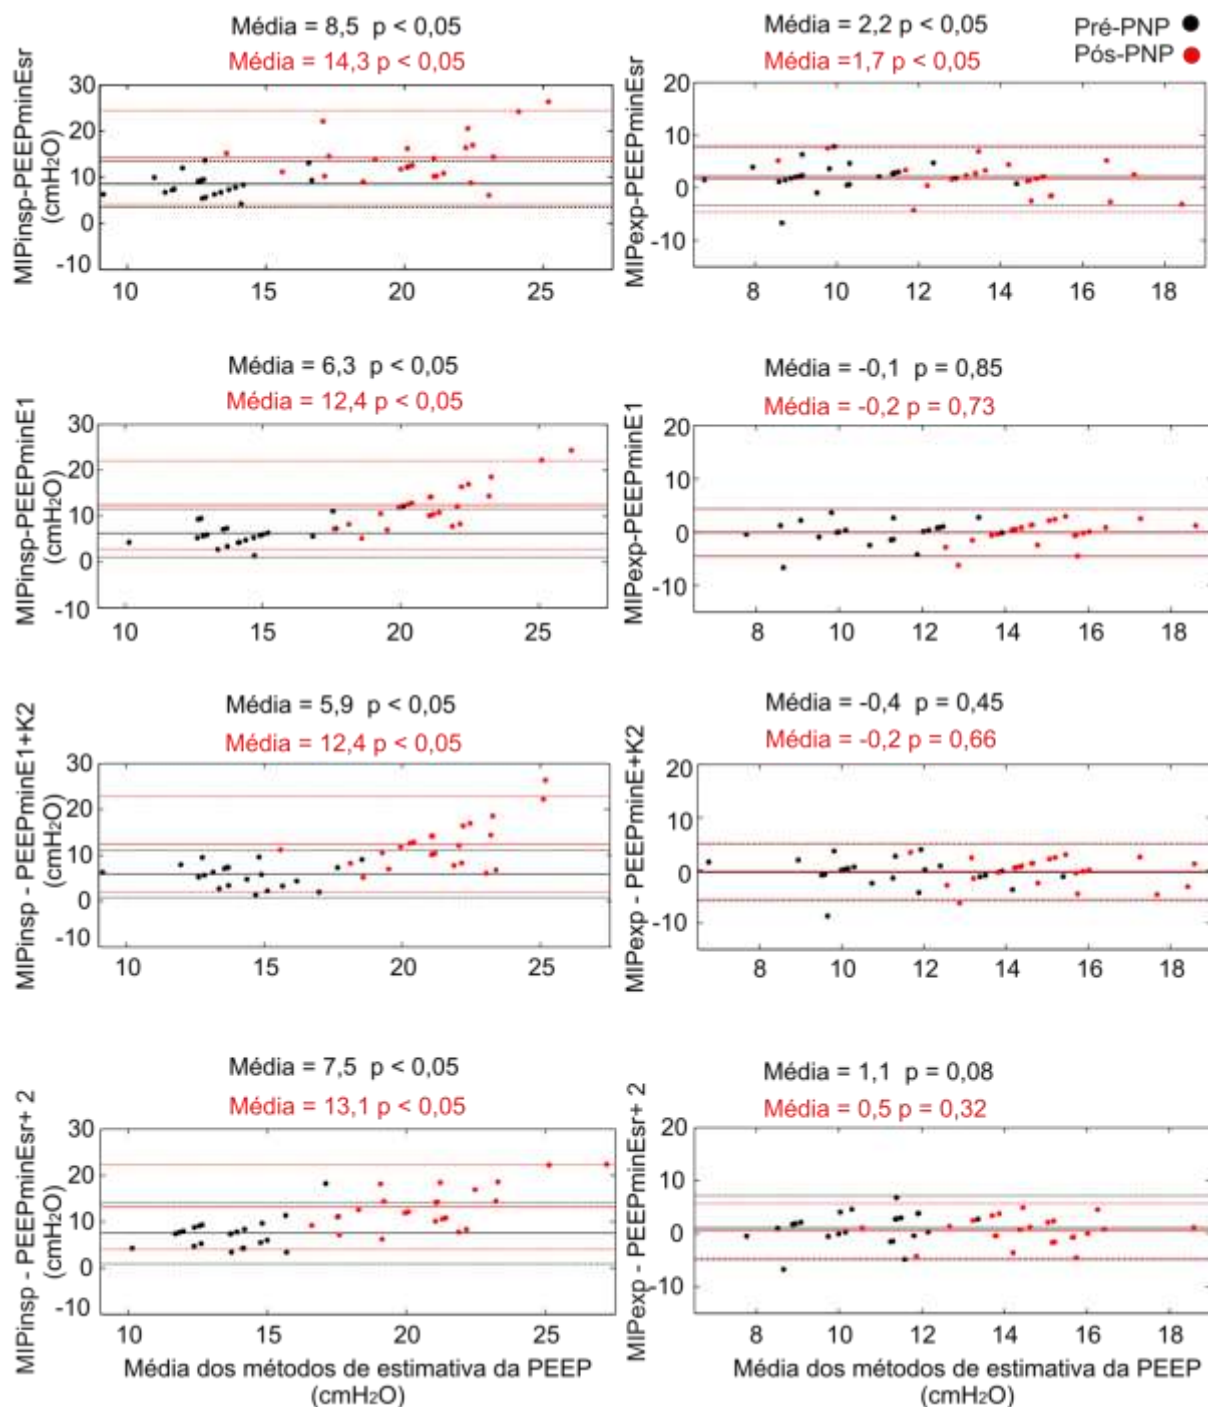 Média = 8,5 p < 0,05
Média = 14,3 p < 0,05
MIPinsp-PEEPminEsr
(cmH2O)
30
20
10
0
-10
10
15
20
25
Média = 2,2 p < 0,05
Média =1,7 p < 0,05
Pré-PNP
Pós-PNP
MIPexp-PEEPminEsr
20
10
0
-10
8
10
12
14
16
18
Média = 6,3 p < 0,05
Média = 12,4 p < 0,05
MIPinsp-PEEPminE1
(cmH2O)
30
20
10
0
-10
10
15
20
25
Média = -0,1 p = 0,85
Média = -0,2 p = 0,73
MIPexp-PEEPminE1
20
10
0
-10
8
10
12
14
16
18
Média = 5,9 p < 0,05
Média = 12,4 p < 0,05
MIPinsp - PEEPminE1+K2
(cmH2O)
30
20
10
0
-10
10
15
20
25
Média = -0,4 p = 0,45
Média = -0,2 p = 0,66
MIPexp - PEEPminE+K2
20
10
0
-10
8
10
12
14
16
18
Média = 7,5 p < 0,05
Média = 13,1 p < 0,05
MIPinsp - PEEPminEsr+ 2
(cmH2O)
30
20
10
0
-10
10
15
20
25
Média dos métodos de estimativa da PEEP
(cmH2O)
Média = 1,1 p = 0,08
Média = 0,5 p = 0,32
MIPexp - PEEPminEsr+ 2
20
10
0
-10
8
10
12
14
16
18
Média dos métodos de estimativa da PEEP
(cmH2O)